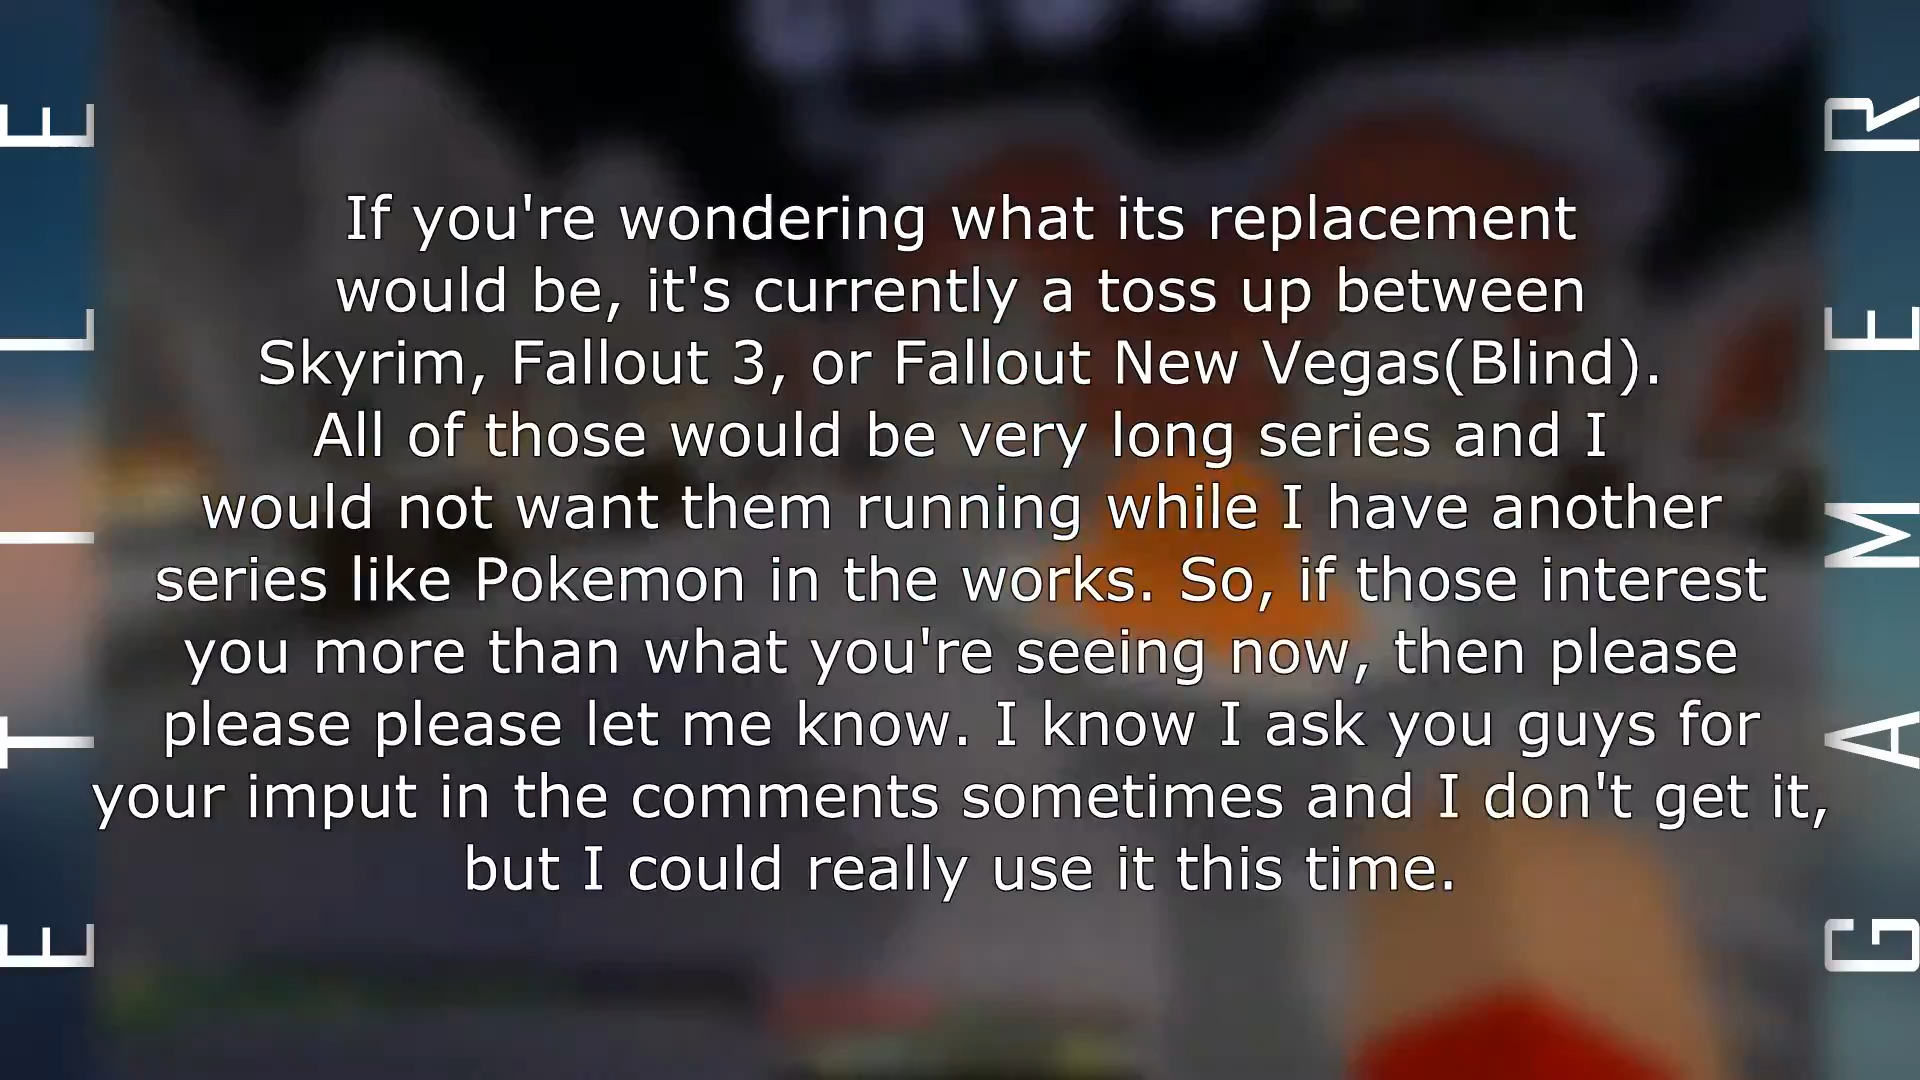 If you're wondering what its replacement
would be, it's currently a toss up between
Skyrim, Fallout 3, or Fallout New Vegas(Blind).
All of those would be very long series and I
would not want them running while I have another
series like Pokemon in the works. So, if those interest
you more than what you're seeing now, then please
please please let me know. I know I ask you guys for
your imput in the comments sometimes and I don't get it,
but I could really use it this time.
ETILE
GAMER